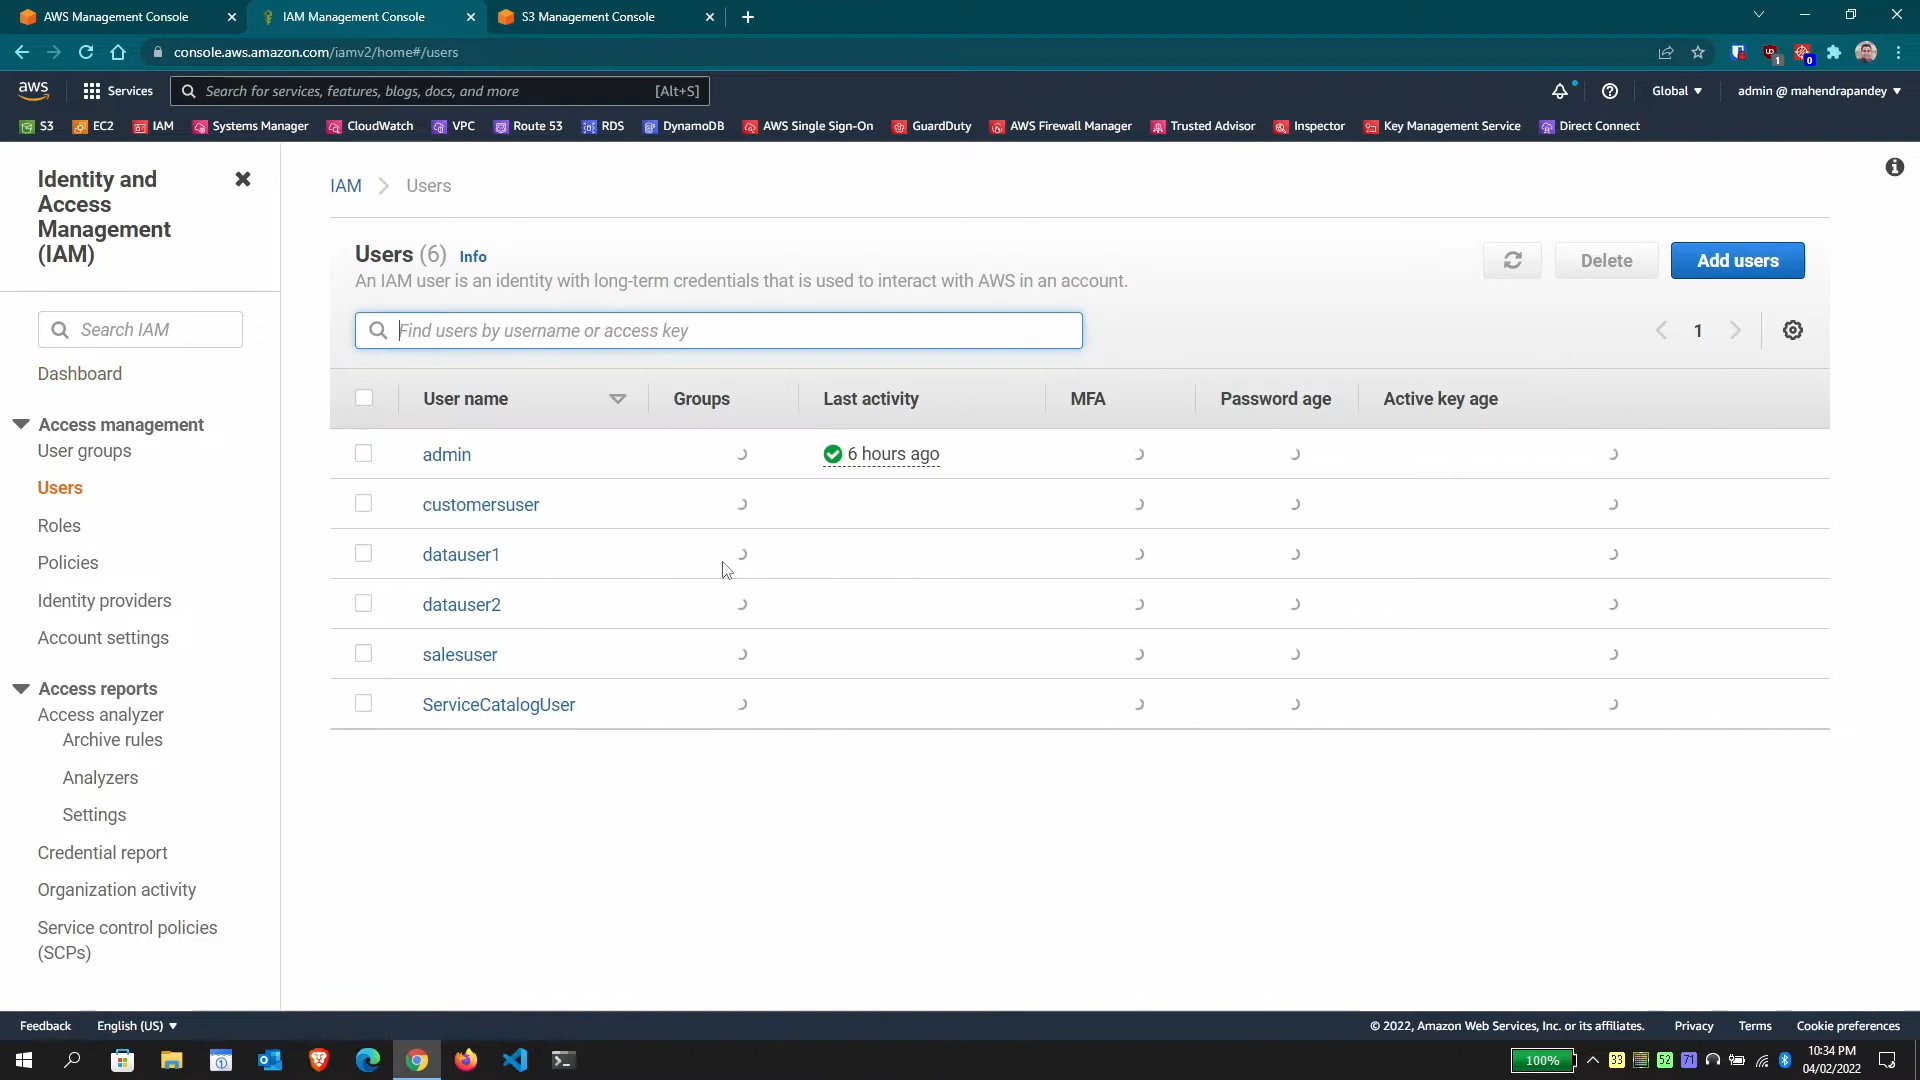 AWS Management Console
IAM Management Console
S3 Management Console
console.aws.amazon.com/iamv2/home#/users
aws
Services
Search for services, features, blogs, docs, and more
[Alt+S]
Global
admin @ mahendrapandey
S3
EC2
IAM
Systems Manager
CloudWatch
VPC
Route 53
RDS
DynamoDB
AWS Single Sign-On
GuardDuty
AWS Firewall Manager
Trusted Advisor
Inspector
Key Management Service
Direct Connect
Identity and
Access
Management
(IAM)
Search IAM
Dashboard
Access management
User groups
Users
Roles
Policies
Identity providers
Account settings
Access reports
Access analyzer
Archive rules
Analyzers
Settings
Credential report
Organization activity
Service control policies
(SCPs)
IAM
Users
Users (6) Info
An IAM user is an identity with long-term credentials that is used to interact with AWS in an account.
Delete
Add users
Find users by username or access key
1
User name
Groups
Last activity
MFA
Password age
Active key age
admin
6 hours ago
customersuser
datauser1
datauser2
salesuser
ServiceCatalogUser
Feedback
English (US)
© 2022, Amazon Web Services, Inc. or its affiliates.
Privacy
Terms
Cookie preferences
100%
33
52
71
10:34 PM
04/02/2022